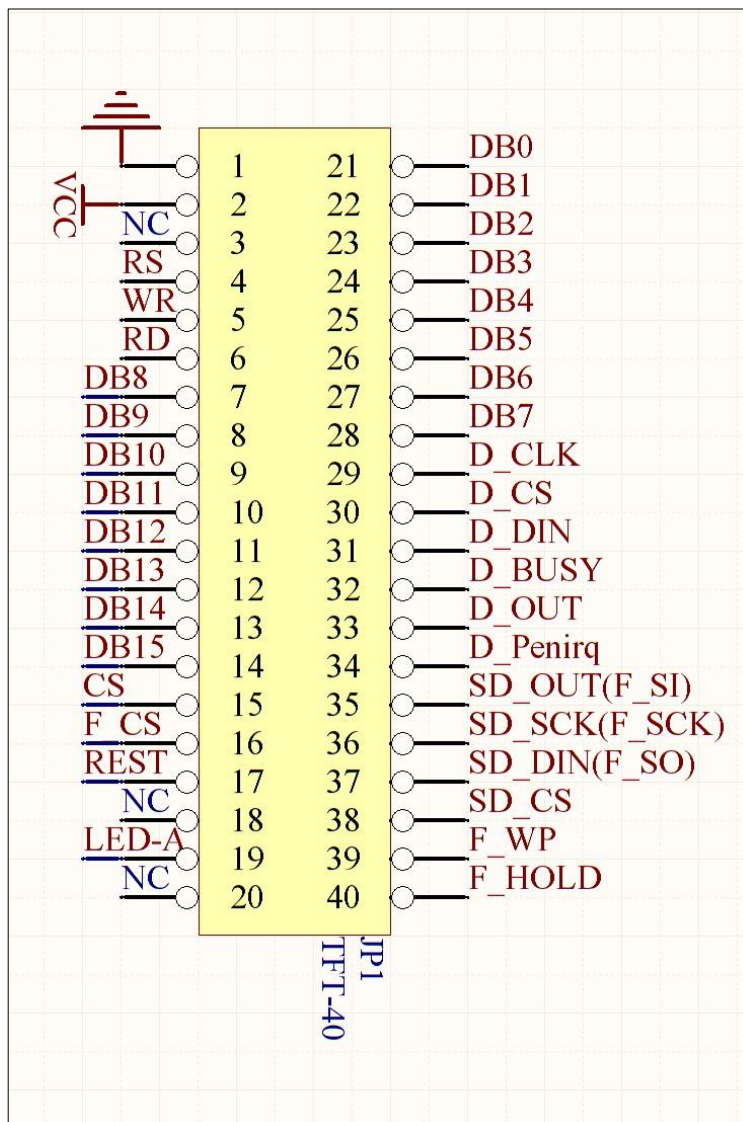 1 21 DB0
VCC 2 22 DB1
NC 3 23 DB2
RS 4 24 DB3
WR 5 25 DB4
RD 6 26 DB5
DB8 7 27 DB6
DB9 8 28 DB7
DB10 9 29 D_CLK
DB11 10 30 D_CS
DB12 11 31 D_DIN
DB13 12 32 D_BUSY
DB14 13 33 D_OUT
DB15 14 34 D_Penirq
CS 15 35 SD_OUT(F_SI)
F_CS 16 36 SD_SCK(F_SCK)
REST 17 37 SD_DIN(F_SO)
NC 18 38 SD_CS
LED-A 19 39 F_WP
NC 20 40 F_HOLD
JP1
TFT-40